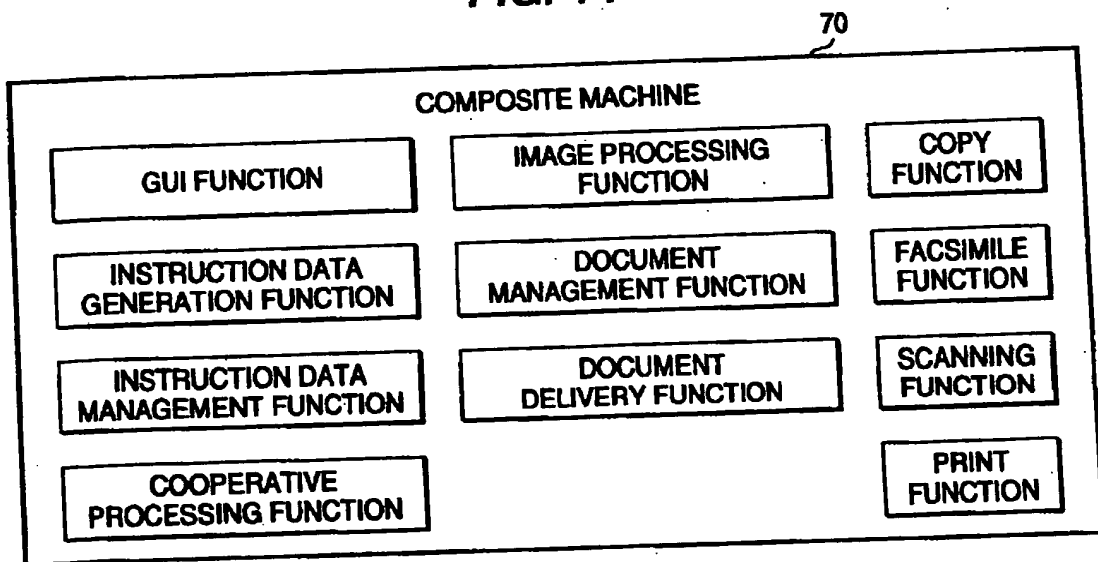 70
COMPOSITE MACHINE
GUI FUNCTION
IMAGE PROCESSING
FUNCTION
COPY
FUNCTION
INSTRUCTION DATA
GENERATION FUNCTION
DOCUMENT
MANAGEMENT FUNCTION
FACSIMILE
FUNCTION
INSTRUCTION DATA
MANAGEMENT FUNCTION
DOCUMENT
DELIVERY FUNCTION
SCANNING
FUNCTION
COOPERATIVE
PROCESSING FUNCTION
PRINT
FUNCTION